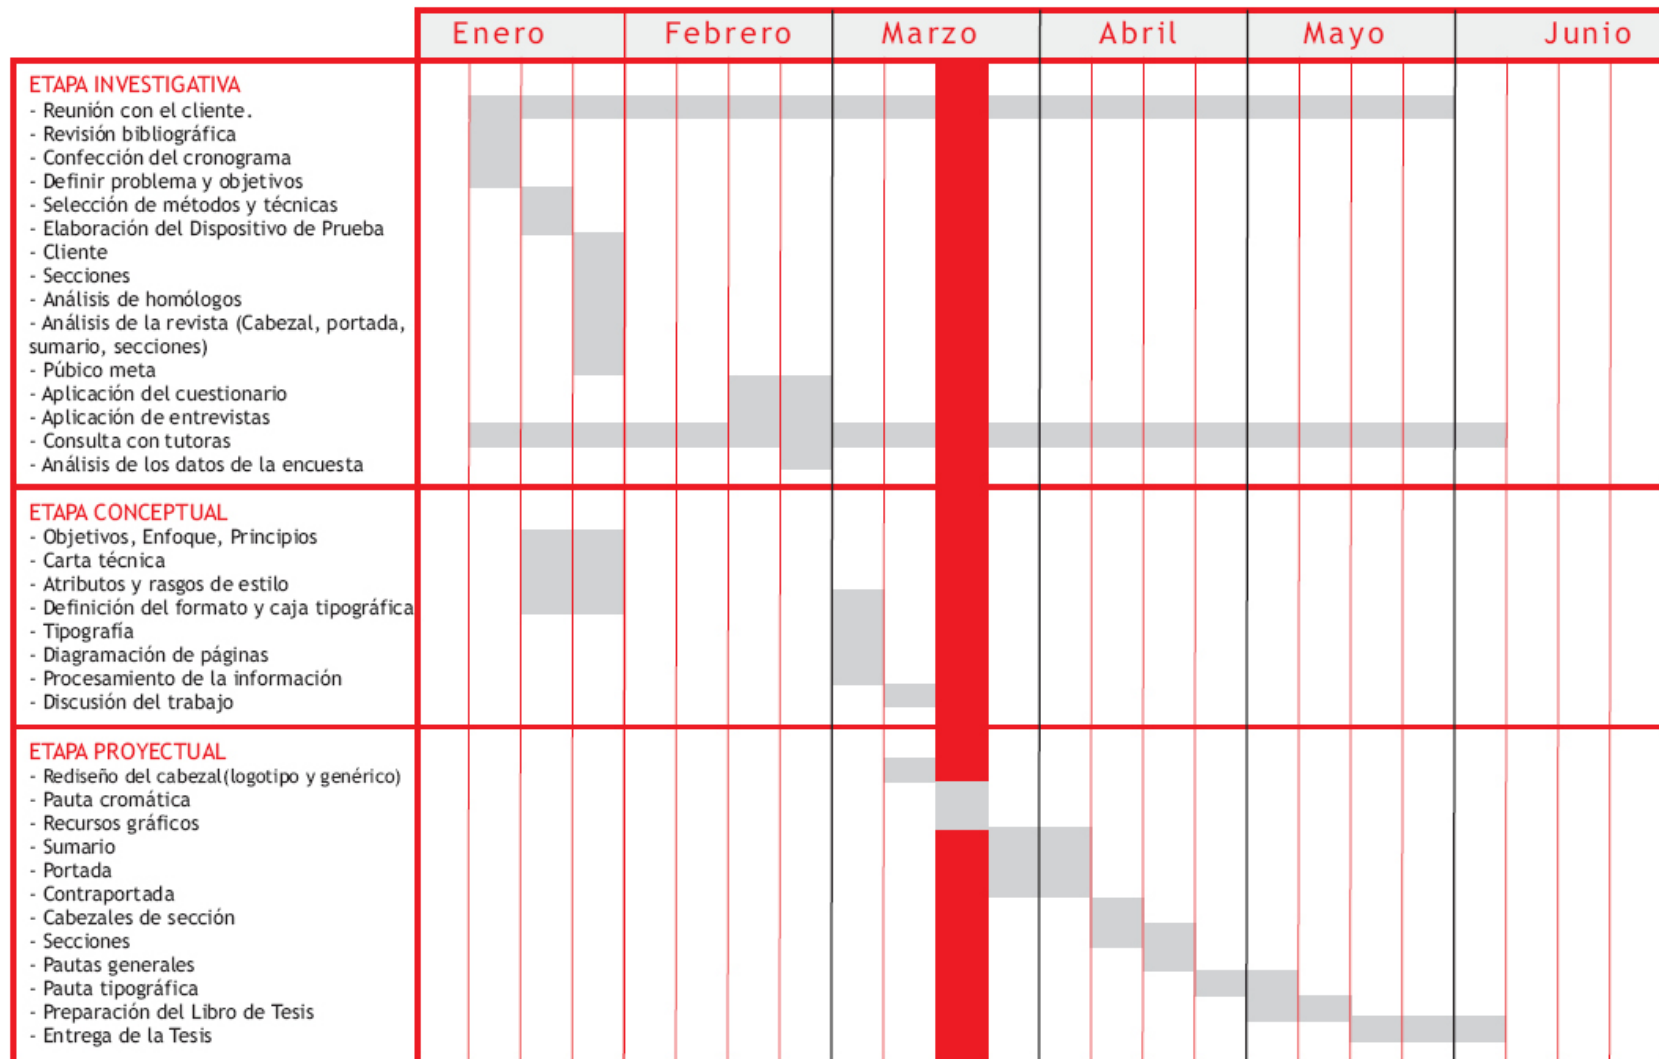 Enero Febrero Marzo Abril Mayo Junio
ETAPA INVESTIGATIVA
- Reunión con el cliente.
- Revisión bibliográfica
- Confección del cronograma
- Definir problema y objetivos
- Selección de métodos y técnicas
- Elaboración del Dispositivo de Prueba
- Cliente
- Secciones
- Análisis de homólogos
- Análisis de la revista (Cabezal, portada,
sumario, secciones)
- Púbico meta
- Aplicación del cuestionario
- Aplicación de entrevistas
- Consulta con tutoras
- Análisis de los datos de la encuesta
ETAPA CONCEPTUAL
- Objetivos, Enfoque, Principios
- Carta técnica
- Atributos y rasgos de estilo
- Definición del formato y caja tipográfica
- Tipografía
- Diagramación de páginas
- Procesamiento de la información
- Discusión del trabajo
ETAPA PROYECTUAL
- Rediseño del cabezal(logotipo y genérico)
- Pauta cromática
- Recursos gráficos
- Sumario
- Portada
- Contraportada
- Cabezales de sección
- Secciones
- Pautas generales
- Pauta tipográfica
- Preparación del Libro de Tesis
- Entrega de la Tesis